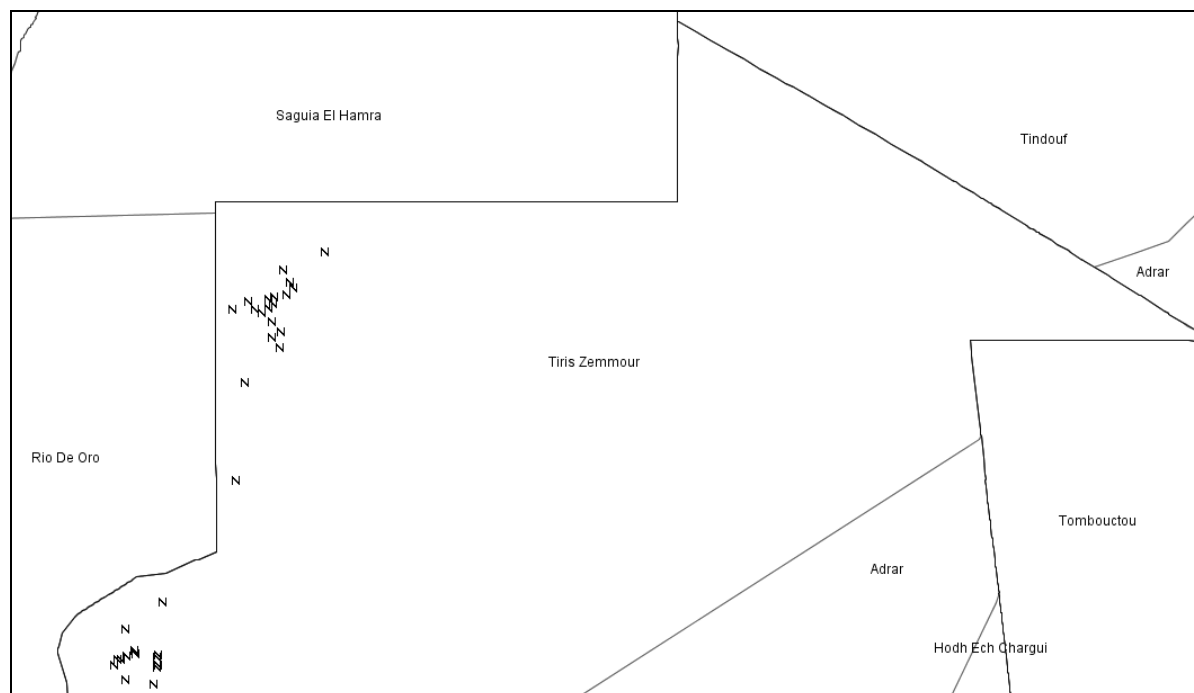 Saguia El Hamra
Tindouf
Adrar
Tiris Zemmour
Rio De Oro
Tombouctou
Adrar
Hodh Ech Chargui